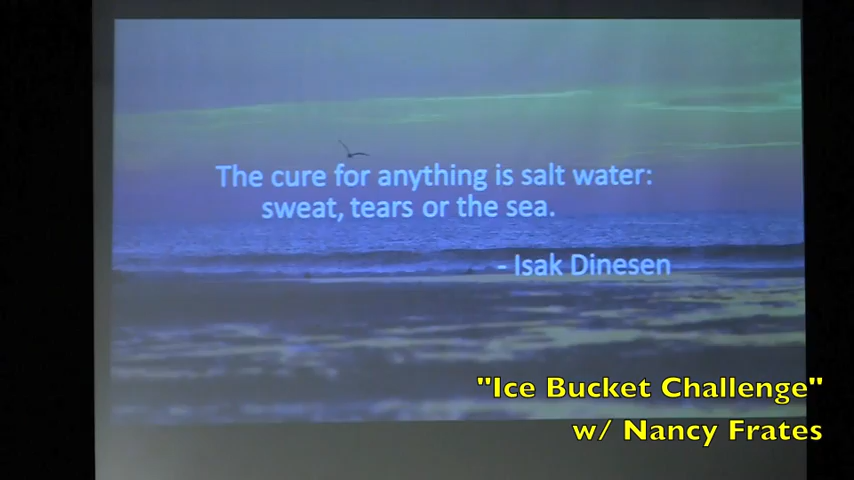 The cure for anything is salt water:
sweat, tears or the sea.
- Isak Dinesen
"Ice Bucket Challenge"
w/ Nancy Frates